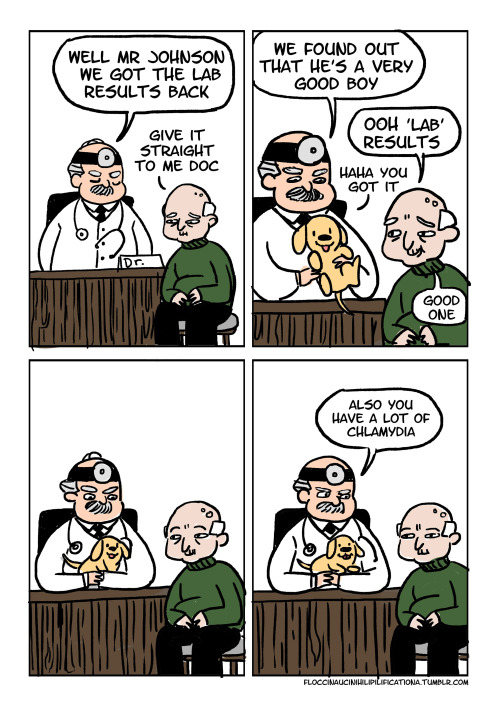 WELL MR JOHNSON
WE GOT THE LAB
RESULTS BACK
GIVE IT
STRAIGHT
TO ME DOC
Dr.
WE FOUND OUT
THAT HE'S A VERY
GOOD BOY
OOH 'LAB'
RESULTS
HAHA YOU
GOT IT
GOOD
ONE
ALSO YOU
HAVE A LOT OF
CHLAMYDIA
FLOCCINAUCINIHILIPILIFICATIONA.TUMBLR.COM